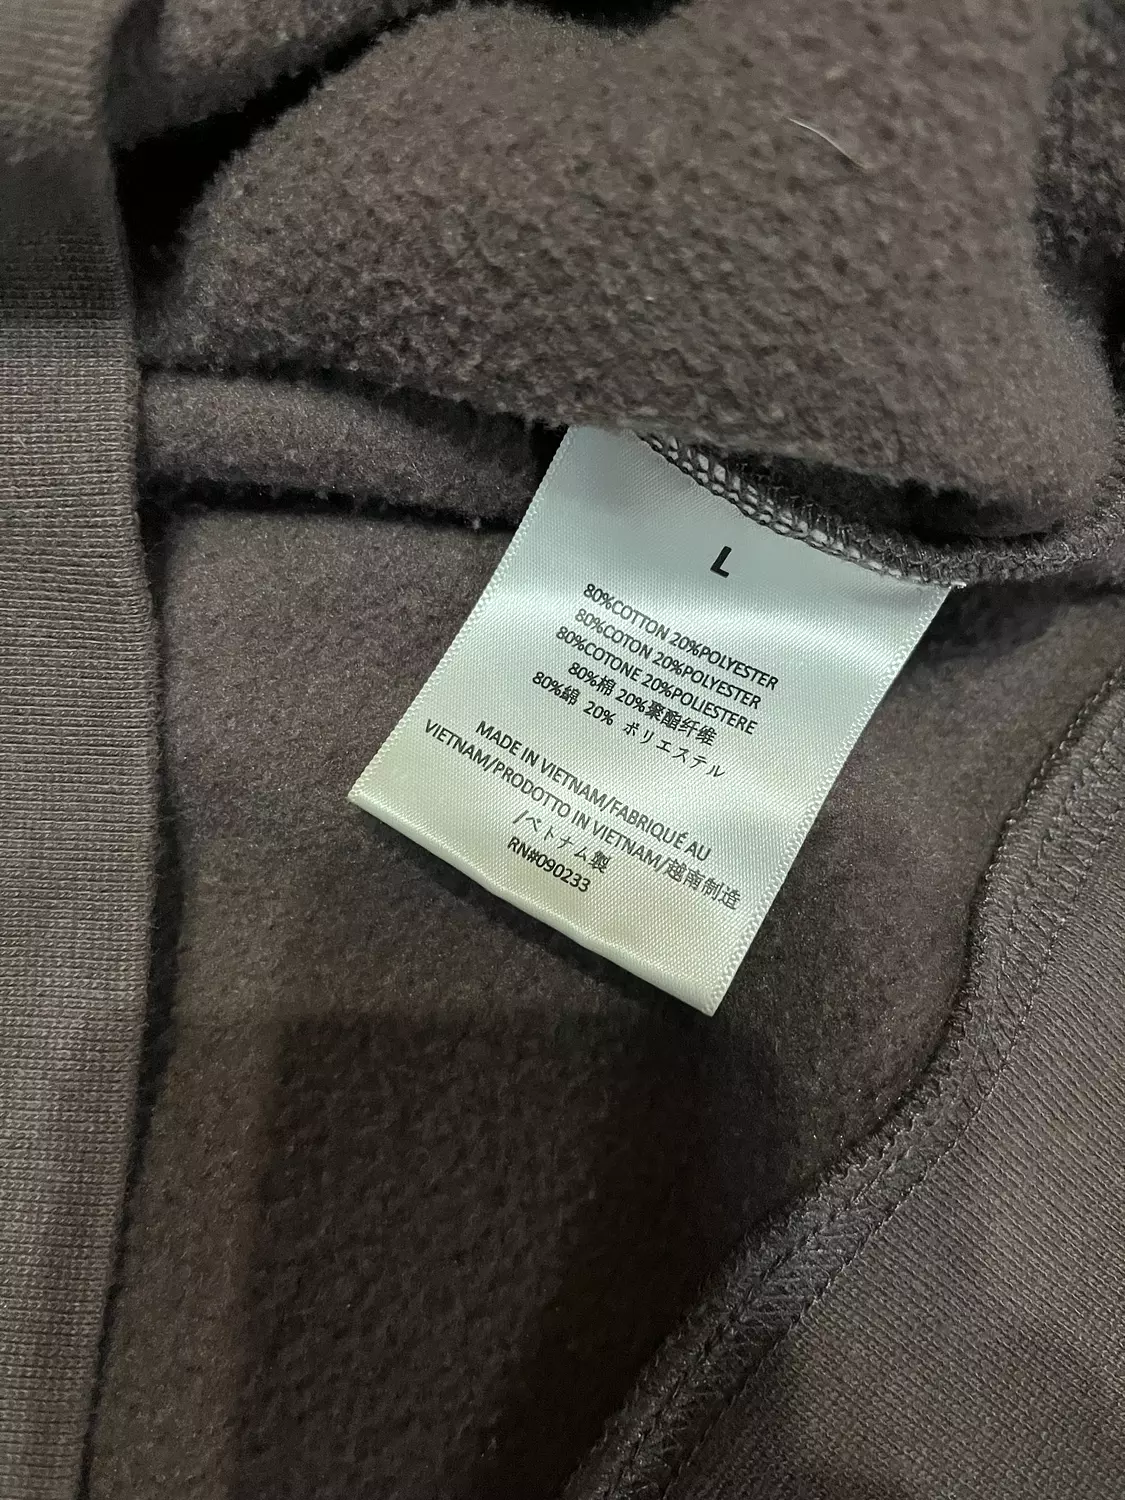 L
80%COTTON 20%POLYESTER
80%COTON 20%POLYESTER
80%COTONE 20%POLIESTERE
80%棉 20%聚酯纤维
80%綿 20% ポリエステル
MADE IN VIETNAM/FABRIQUÉ AU
VIETNAM/PRODOTTO IN VIETNAM/越南制造
/ベトナム製
RN#090233